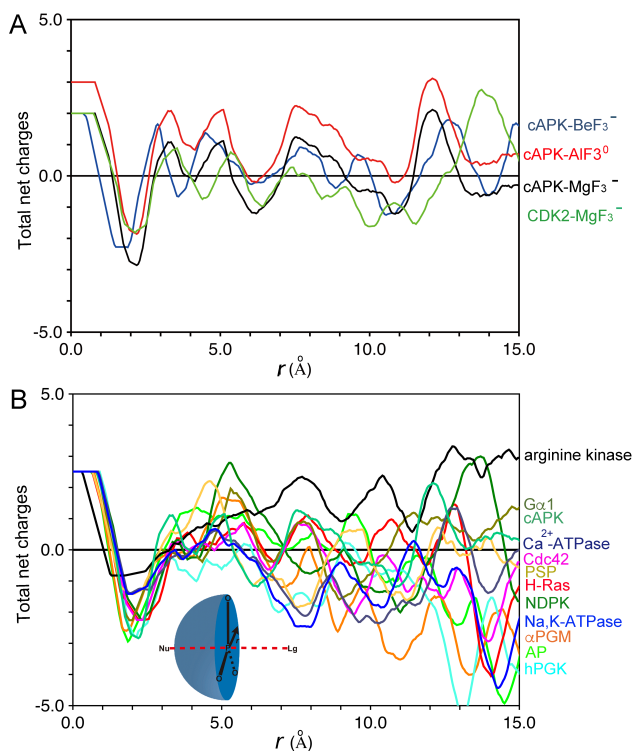 A
5.0
0.0
-5.0
Total net charges
0.0
5.0
10.0
15.0
r (Å)
cAPK-BeF₃⁻
cAPK-AlF3⁰
cAPK-MgF₃⁻
CDK2-MgF₃⁻
B
5.0
0.0
-5.0
Total net charges
0.0
5.0
10.0
15.0
r (Å)
arginine kinase
Gα1
cAPK
Ca²⁺-ATPase
Cdc42
PSP
H-Ras
NDPK
Na,K-ATPase
αPGM
AP
hPGK
O
P
O
O
Nu
Lg